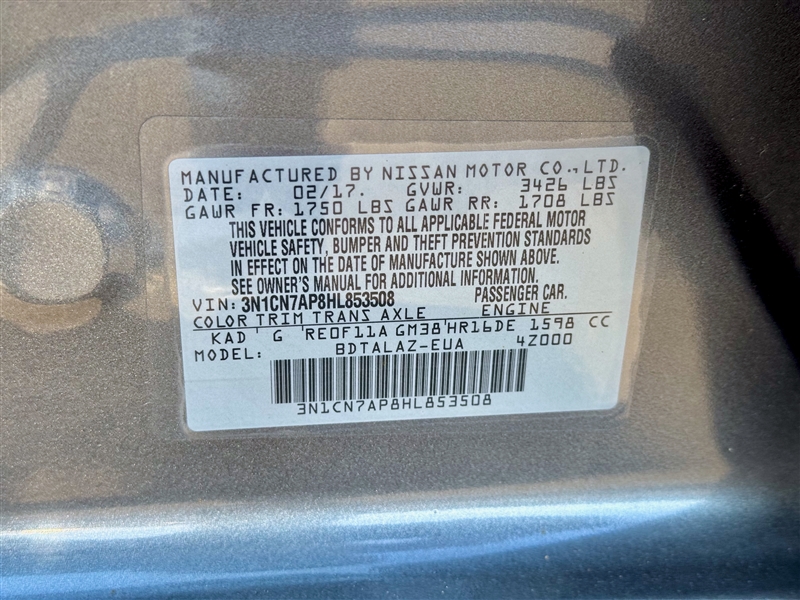 MANUFACTURED BY NISSAN MOTOR CO., LTD.
DATE: 02/17. GVWR: 3426 LBS
GAWR FR: 1750 LBS GAWR RR: 1708 LBS
THIS VEHICLE CONFORMS TO ALL APPLICABLE FEDERAL MOTOR
VEHICLE SAFETY, BUMPER AND THEFT PREVENTION STANDARDS
IN EFFECT ON THE DATE OF MANUFACTURE SHOWN ABOVE.
SEE OWNER'S MANUAL FOR ADDITIONAL INFORMATION.
VIN: 3N1CN7AP8HL853508 PASSENGER CAR.
COLOR TRIM TRANS AXLE ENGINE
KAD G 'RE0F11A GM38'HR16DE 1598 CC
MODEL: BDTALAZ-EUA 4Z000
3N1CN7AP8HL853508